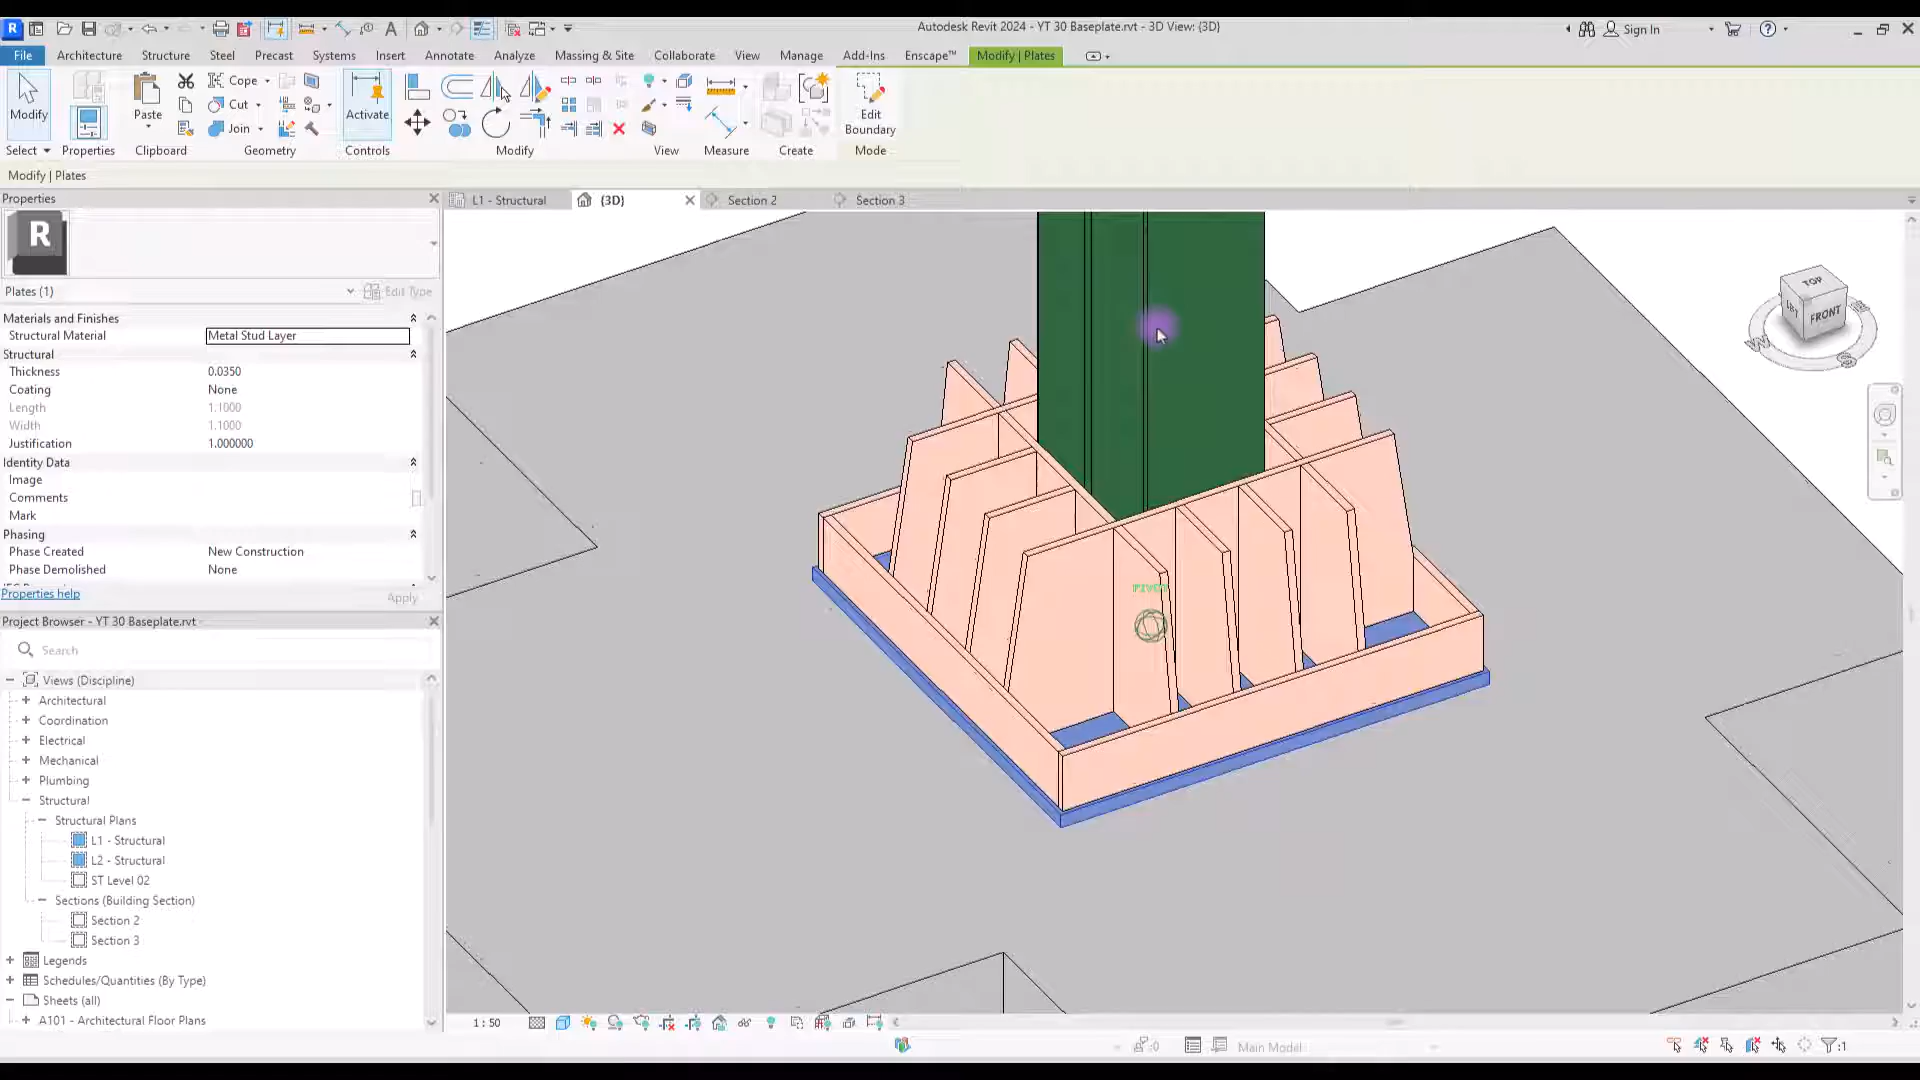 Autodesk Revit 2024 - YT 30 Baseplate.rvt - 3D View: {3D}
Sign In
File Architecture Structure Steel Precast Systems Insert Annotate Analyze Massing & Site Collaborate View Manage Add-Ins Enscape™ Modify | Plates
Modify
Paste
Cope
Cut
Join
Activate
Edit Boundary
Select Properties Clipboard Geometry Controls Modify View Measure Create Mode
Modify | Plates
Properties
L1 - Structural
{3D}
Section 2
Section 3
R
Plates (1)
Edit Type
Materials and Finishes
Structural Material Metal Stud Layer
Structural
Thickness 0.0350
Coating None
Length 1.1000
Width 1.1000
Justification 1.000000
Identity Data
Image
Comments
Mark
Phasing
Phase Created New Construction
Phase Demolished None
Properties help
Apply
Project Browser - YT 30 Baseplate.rvt
Search
Views (Discipline)
Architectural
Coordination
Electrical
Mechanical
Plumbing
Structural
Structural Plans
L1 - Structural
L2 - Structural
ST Level 02
Sections (Building Section)
Section 2
Section 3
Legends
Schedules/Quantities (By Type)
Sheets (all)
A101 - Architectural Floor Plans
TOP
FRONT
W
S
PIVOT
1 : 50
:0
Main Model
:1